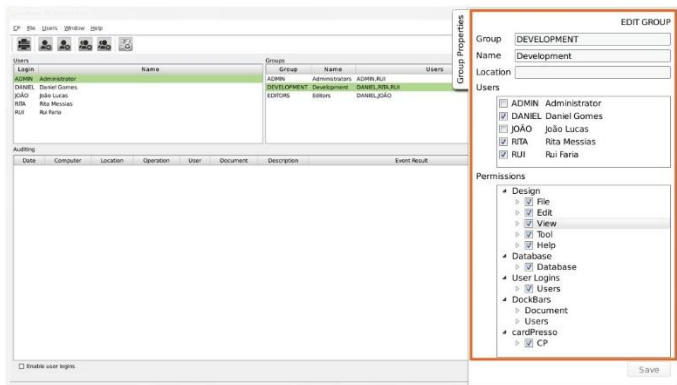 CP File Users Window Help
Users
Login Name
ADMIN Administrator
DANIEL Daniel Gomes
JOÃO João Lucas
RITA Rita Messias
RUI Rui Faria
Groups
Group Name Users
ADMIN Administrators ADMIN,RUI
DEVELOPMENT Development DANIEL,RITA,RUI
EDITORS Editors DANIEL,JOÃO
Auditing
Date Computer Location Operation User Document Description Event Result
Enable user logins
Group Properties
EDIT GROUP
Group DEVELOPMENT
Name Development
Location
Users
ADMIN Administrator
DANIEL Daniel Gomes
JOÃO João Lucas
RITA Rita Messias
RUI Rui Faria
Permissions
Design
File
Edit
View
Tool
Help
Database
Database
User Logins
Users
DockBars
Document
Users
cardPresso
CP
Save